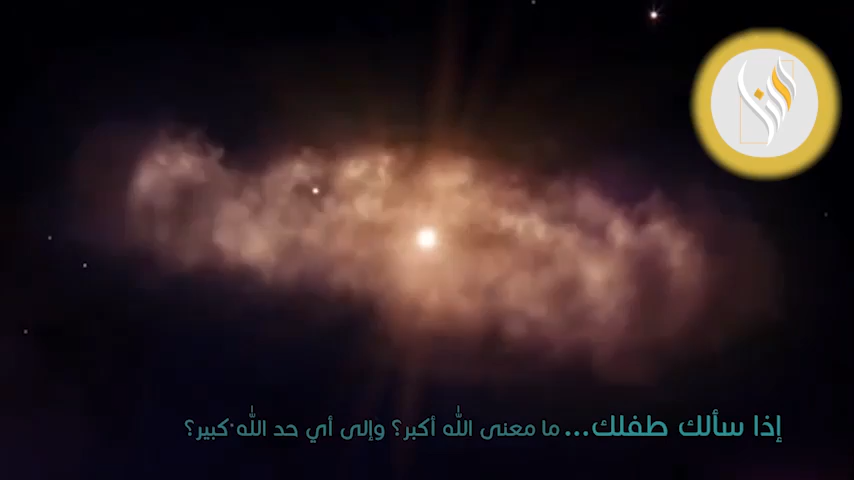 إذا سألك طفلك... ما معنى الله أكبر؟ وإلى أي حد الله كبير؟